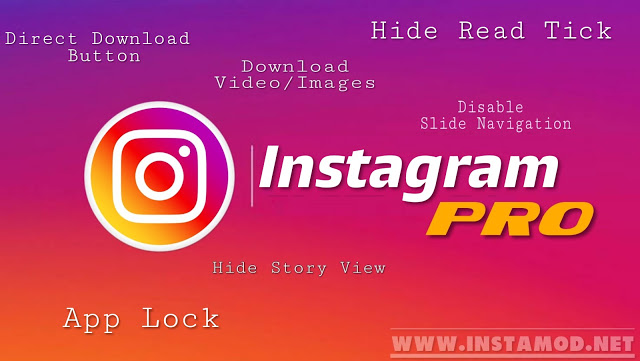 Direct Download
Button
Hide Read Tick
Download
Video/Images
Disable
Slide Navigation
Instagram
PRO
Hide Story View
App Lock
WWW.INSTAMOD.NET